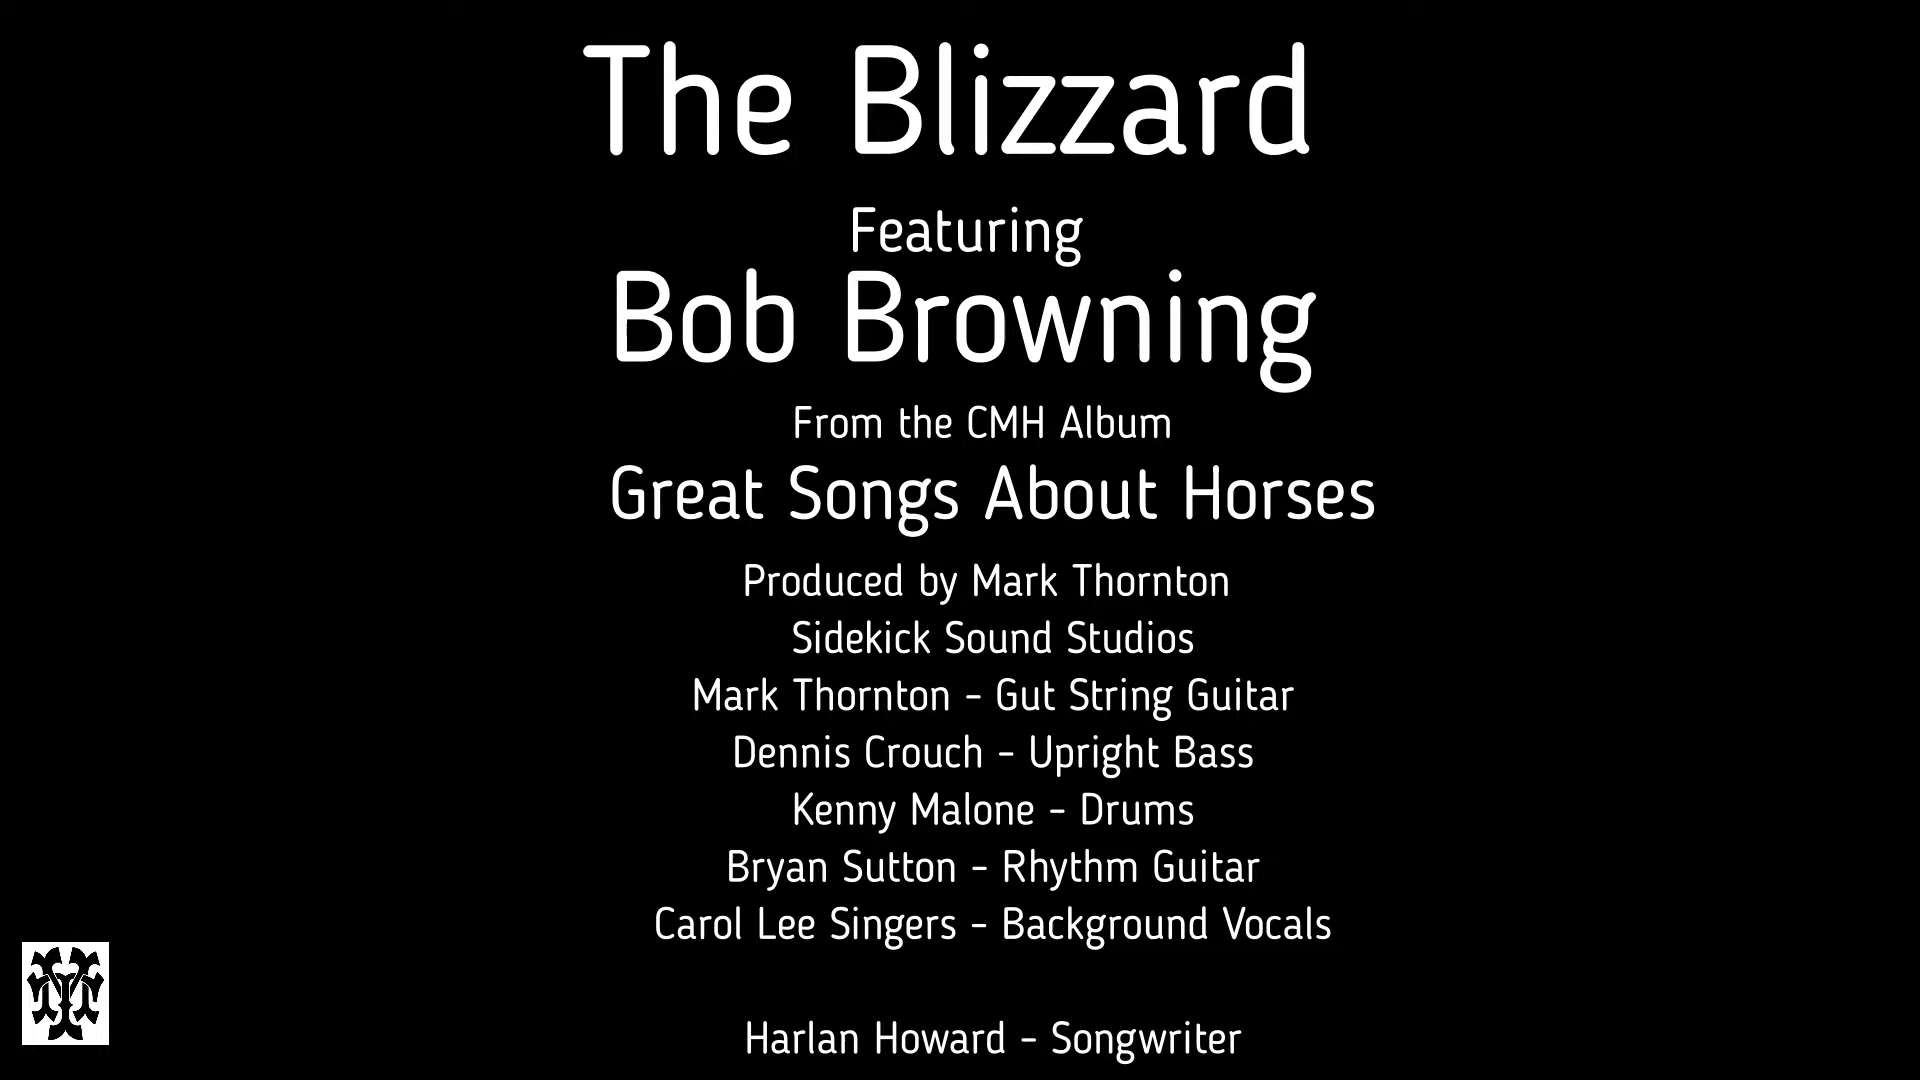 The Blizzard
Featuring
Bob Browning
From the CMH Album
Great Songs About Horses
Produced by Mark Thornton
Sidekick Sound Studios
Mark Thornton - Gut String Guitar
Dennis Crouch - Upright Bass
Kenny Malone - Drums
Bryan Sutton - Rhythm Guitar
Carol Lee Singers - Background Vocals
Harlan Howard - Songwriter